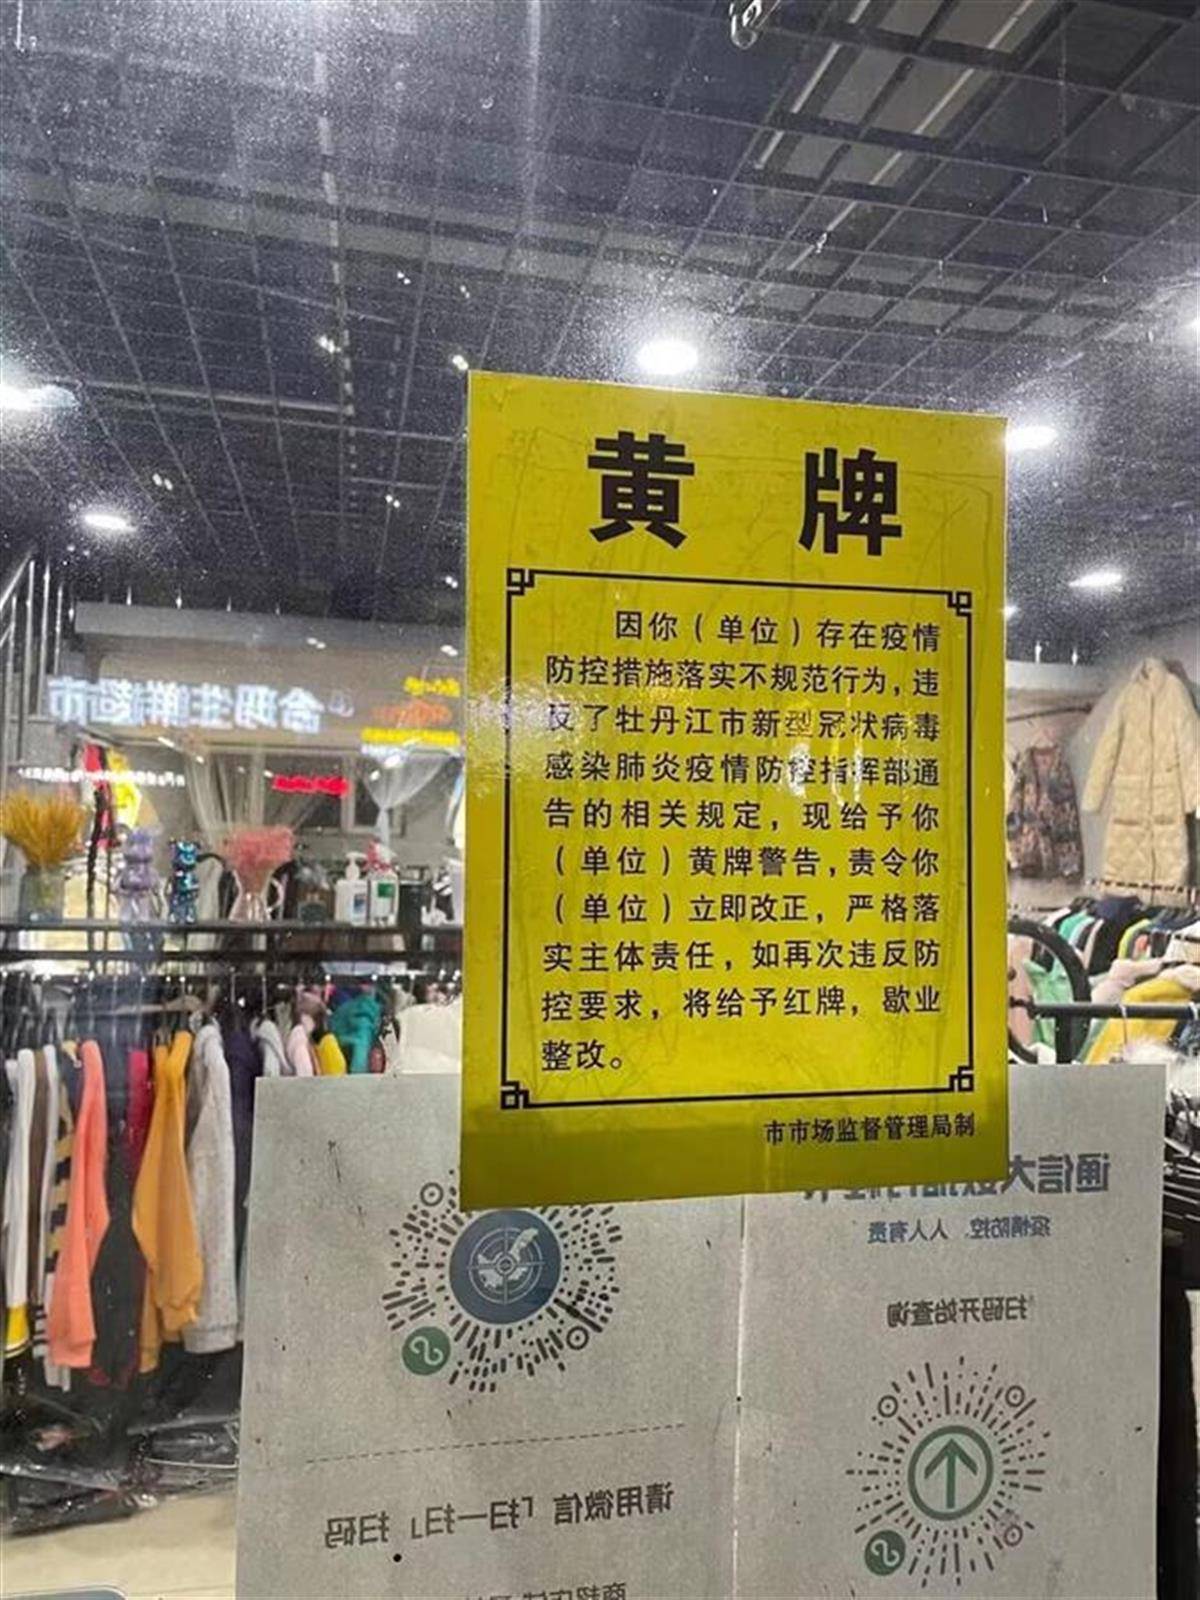 黄牌
因你（单位）存在疫情
防控措施落实不规范行为，违
反了牡丹江市新型冠状病毒
感染肺炎疫情防控指挥部通
告的相关规定，现给予你
（单位）黄牌警告，责令你
（单位）立即改正，严格落
实主体责任，如再次违反防
控要求，将给予红牌，歇业
整改。
市市场监督管理局制
生鲜超市
通信大数据行程卡
疫情防控，人人有责
扫码开始查询
请用微信「扫一扫」扫码